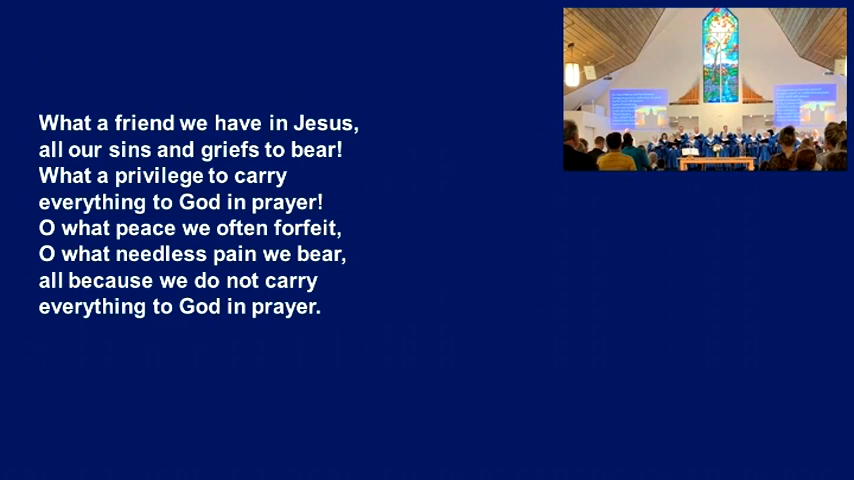 What a friend we have in Jesus,
all our sins and griefs to bear!
What a privilege to carry
everything to God in prayer!
O what peace we often forfeit,
O what needless pain we bear,
all because we do not carry
everything to God in prayer.